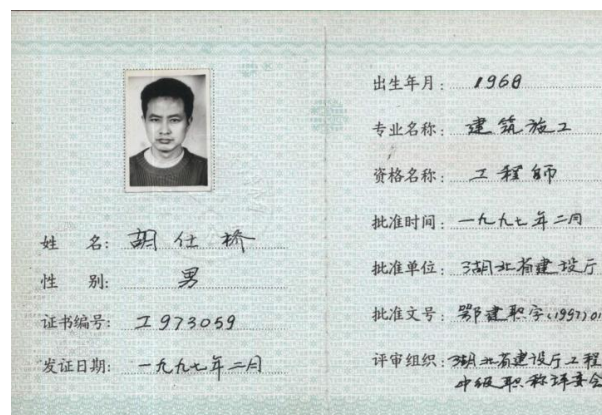 姓 名: 胡仕桥
性 别: 男
证书编号: 工973059
发证日期: 一九九七年二月
出生年月: 1968
专业名称: 建筑施工
资格名称: 工程师
批准时间: 一九九七年二月
批准单位: 湖北省建设厅
批准文号: 鄂建职字(1997)01
评审组织: 湖北省建设厅工程
中级职称评委会